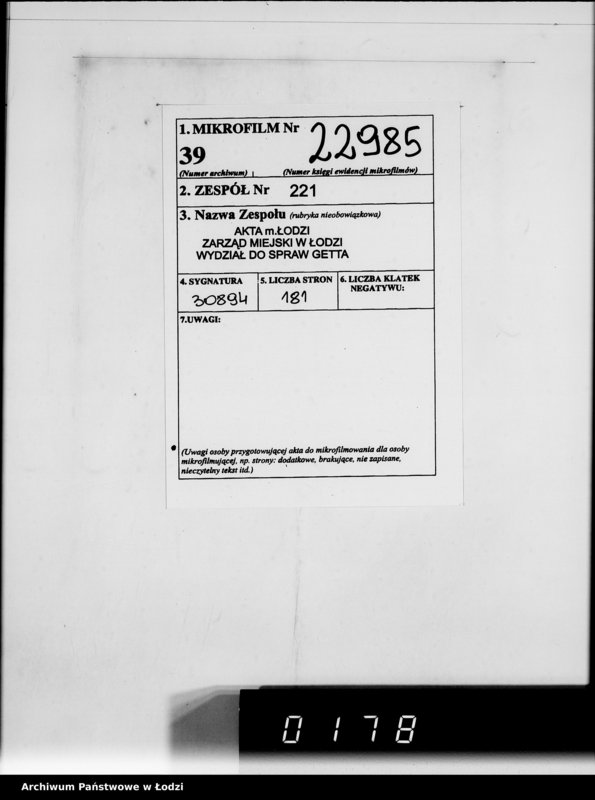 1. MIKROFILM Nr 22985
39
(Numer archiwum) (Numer księgi ewidencji mikrofilmów)
2. ZESPÓŁ Nr 221
3. Nazwa Zespołu (rubryka nieobowiązkowa)
AKTA m.ŁODZI
ZARZĄD MIEJSKI W ŁODZI
WYDZIAŁ DO SPRAW GETTA
4. SYGNATURA
30894
5. LICZBA STRON
181
6. LICZBA KLATEK
NEGATYWU:
7.UWAGI:
(Uwagi osoby przygotowującej akta do mikrofilmowania dla osoby
mikrofilmującej, np. strony: dodatkowe, brakujące, nie zapisane,
nieczytelny tekst itd.)
0178
Archiwum Państwowe w Łodzi